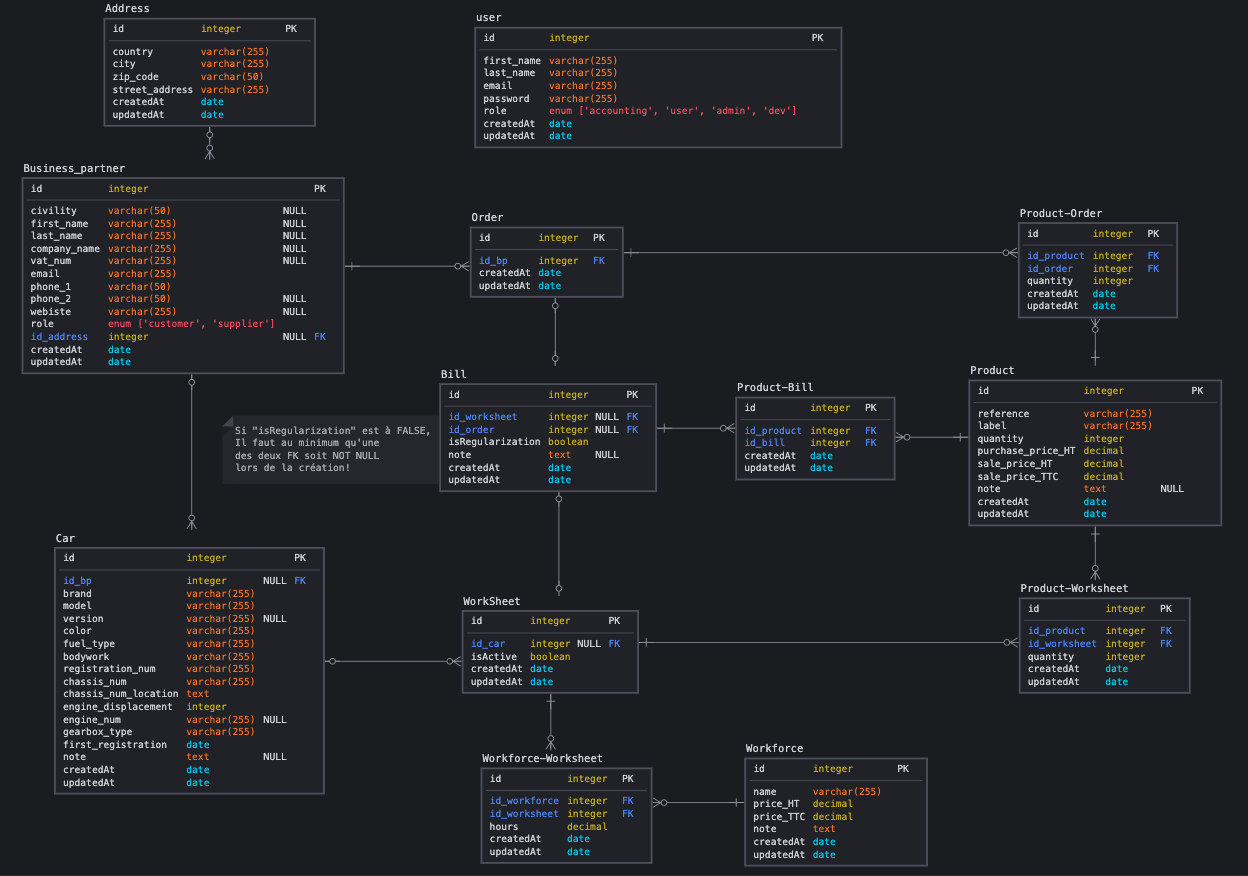 Address
id integer PK
country varchar(255)
city varchar(255)
zip_code varchar(50)
street_address varchar(255)
createdAt date
updatedAt date
user
id integer PK
first_name varchar(255)
last_name varchar(255)
email varchar(255)
password varchar(255)
role enum ['accounting', 'user', 'admin', 'dev']
createdAt date
updatedAt date
Business_partner
id integer PK
civility varchar(50) NULL
first_name varchar(255) NULL
last_name varchar(255) NULL
company_name varchar(255) NULL
vat_num varchar(255) NULL
email varchar(255)
phone_1 varchar(50)
phone_2 varchar(50) NULL
webiste varchar(255) NULL
role enum ['customer', 'supplier']
id_address integer NULL FK
createdAt date
updatedAt date
Order
id integer PK
id_bp integer FK
createdAt date
updatedAt date
Product-Order
id integer PK
id_product integer FK
id_order integer FK
quantity integer
createdAt date
updatedAt date
Si "isRegularization" est à FALSE,
Il faut au minimum qu'une
des deux FK soit NOT NULL
lors de la création!
Bill
id integer PK
id_worksheet integer NULL FK
id_order integer NULL FK
isRegularization boolean
note text NULL
createdAt date
updatedAt date
Product-Bill
id integer PK
id_product integer FK
id_bill integer FK
createdAt date
updatedAt date
Product
id integer PK
reference varchar(255)
label varchar(255)
quantity integer
purchase_price_HT decimal
sale_price_HT decimal
sale_price_TTC decimal
note text NULL
createdAt date
updatedAt date
Car
id integer PK
id_bp integer NULL FK
brand varchar(255)
model varchar(255)
version varchar(255) NULL
color varchar(255)
fuel_type varchar(255)
bodywork varchar(255)
registration_num varchar(255)
chassis_num varchar(255)
chassis_num_location text
engine_displacement integer
engine_num varchar(255) NULL
gearbox_type varchar(255)
first_registration date
note text NULL
createdAt date
updatedAt date
WorkSheet
id integer PK
id_car integer NULL FK
isActive boolean
createdAt date
updatedAt date
Product-Worksheet
id integer PK
id_product integer FK
id_worksheet integer FK
quantity integer
createdAt date
updatedAt date
Workforce-Worksheet
id integer PK
id_workforce integer FK
id_worksheet integer FK
hours decimal
createdAt date
updatedAt date
Workforce
id integer PK
name varchar(255)
price_HT decimal
price_TTC decimal
note text
createdAt date
updatedAt date